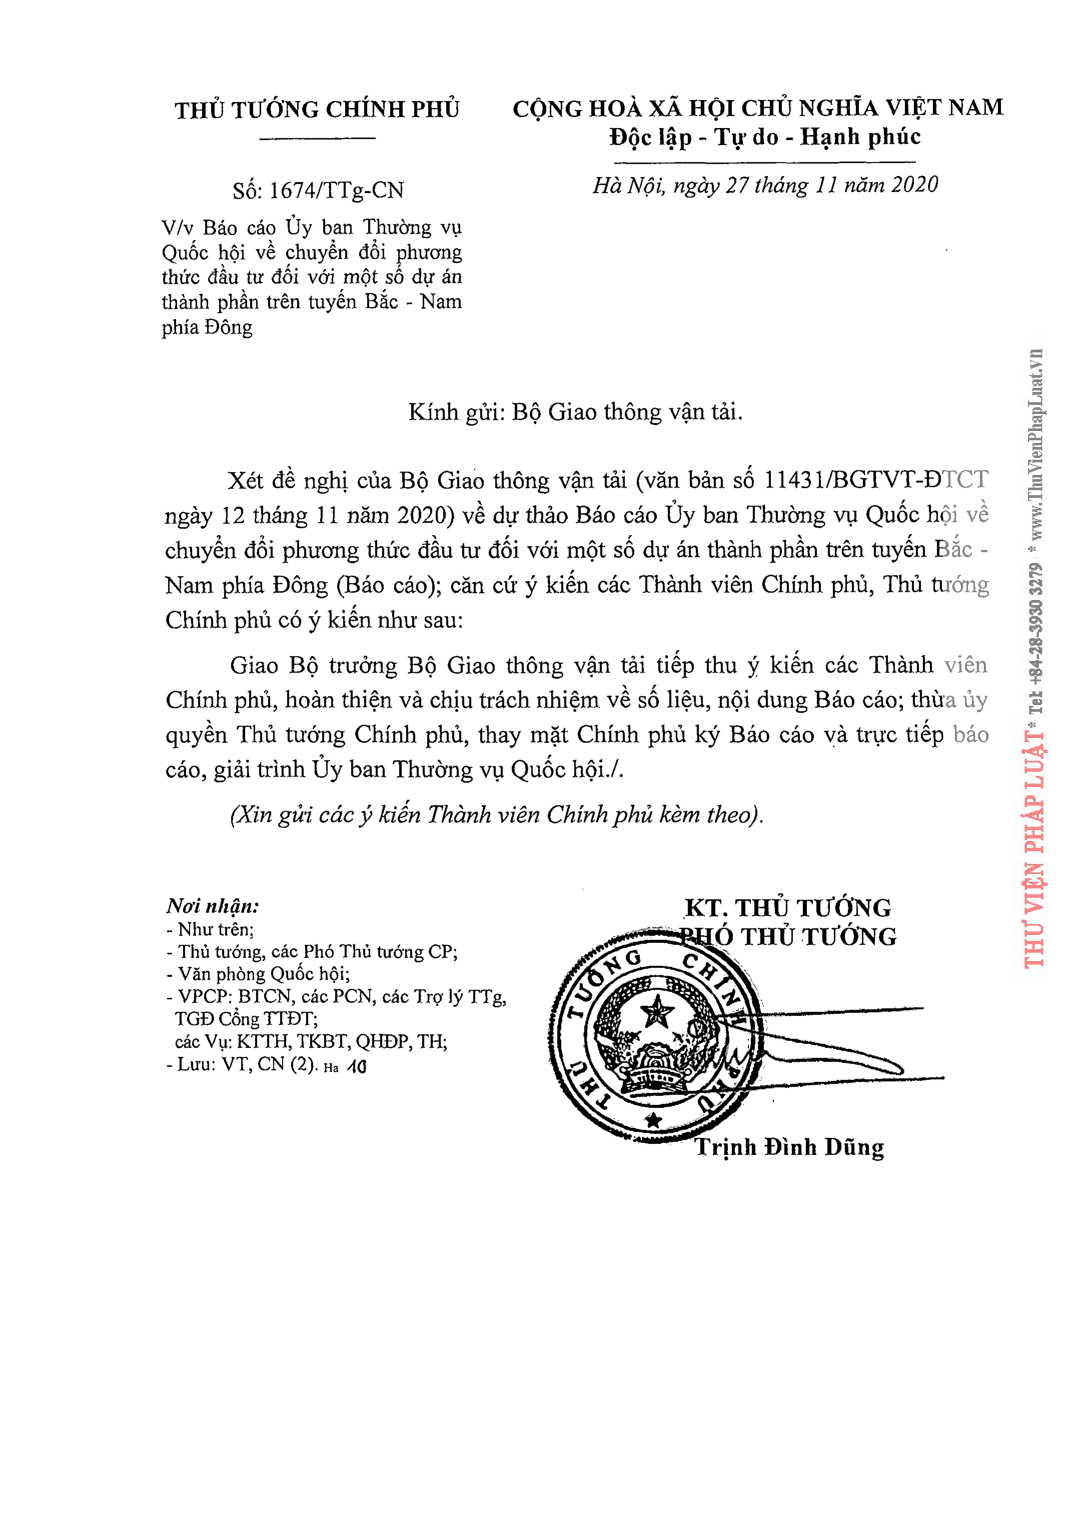 THỦ TƯỚNG CHÍNH PHỦ
CỘNG HOÀ XÃ HỘI CHỦ NGHĨA VIỆT NAM
Độc lập - Tự do - Hạnh phúc
Số: 1674/TTg-CN
Hà Nội, ngày 27 tháng 11 năm 2020
V/v Báo cáo Ủy ban Thường vụ
Quốc hội về chuyển đổi phương
thức đầu tư đối với một số dự án
thành phần trên tuyến Bắc - Nam
phía Đông
Kính gửi: Bộ Giao thông vận tải.
Xét đề nghị của Bộ Giao thông vận tải (văn bản số 11431/BGTVT-ĐTCT
ngày 12 tháng 11 năm 2020) về dự thảo Báo cáo Ủy ban Thường vụ Quốc hội về
chuyển đổi phương thức đầu tư đối với một số dự án thành phần trên tuyến Bắc -
Nam phía Đông (Báo cáo); căn cứ ý kiến các Thành viên Chính phủ, Thủ tướng
Chính phủ có ý kiến như sau:
Giao Bộ trưởng Bộ Giao thông vận tải tiếp thu ý kiến các Thành viên
Chính phủ, hoàn thiện và chịu trách nhiệm về số liệu, nội dung Báo cáo; thừa ủy
quyền Thủ tướng Chính phủ, thay mặt Chính phủ ký Báo cáo và trực tiếp báo
cáo, giải trình Ủy ban Thường vụ Quốc hội./.
(Xin gửi các ý kiến Thành viên Chính phủ kèm theo).
Nơi nhận:
- Như trên;
- Thủ tướng, các Phó Thủ tướng CP;
- Văn phòng Quốc hội;
- VPCP: BTCN, các PCN, các Trợ lý TTg,
TGĐ Cổng TTĐT;
các Vụ: KTTH, TKBT, QHĐP, TH;
- Lưu: VT, CN (2). Ha 10
KT. THỦ TƯỚNG
PHÓ THỦ TƯỚNG
THỦ TƯỚNG CHÍNH PHỦ
Trịnh Đình Dũng
THƯ VIỆN PHÁP LUẬT * Tel: +84-28-3930 3279 * www.ThuVienPhapLuat.vn